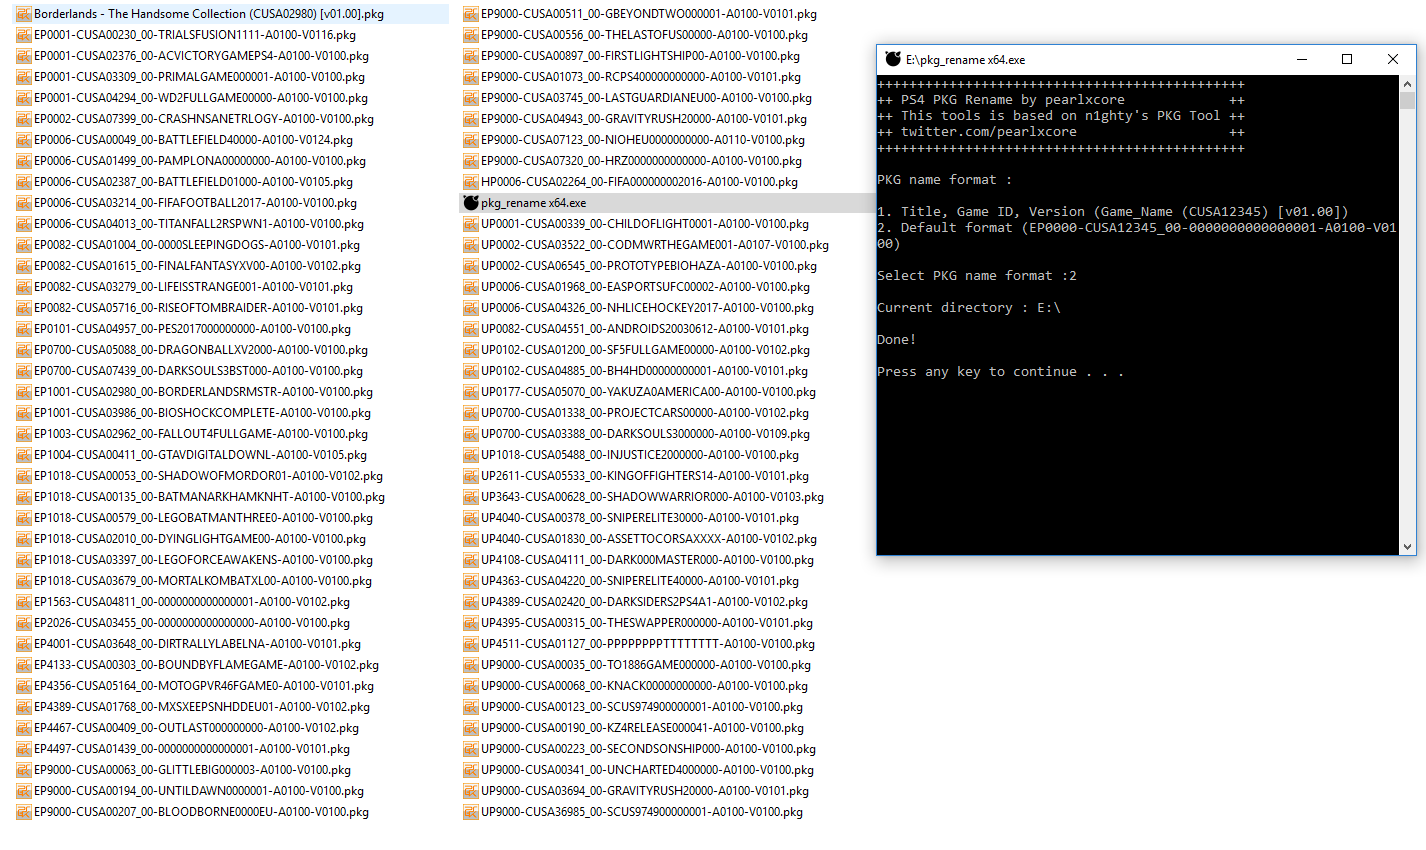 Borderlands - The Handsome Collection (CUSA02980) [v01.00].pkg
EP0001-CUSA00230_00-TRIALSFUSION1111-A0100-V0116.pkg
EP0001-CUSA02376_00-ACVICTORYGAMEPS4-A0100-V0100.pkg
EP0001-CUSA03309_00-PRIMALGAME000001-A0100-V0100.pkg
EP0001-CUSA04294_00-WD2FULLGAME00000-A0100-V0100.pkg
EP0002-CUSA07399_00-CRASHNSANETRLOGY-A0100-V0100.pkg
EP0006-CUSA00049_00-BATTLEFIELD40000-A0100-V0124.pkg
EP0006-CUSA01499_00-PAMPLONA00000000-A0100-V0100.pkg
EP0006-CUSA02387_00-BATTLEFIELD01000-A0100-V0105.pkg
EP0006-CUSA03214_00-FIFAFOOTBALL2017-A0100-V0100.pkg
EP0006-CUSA04013_00-TITANFALL2RSPWN1-A0100-V0100.pkg
EP0082-CUSA01004_00-0000SLEEPINGDOGS-A0100-V0101.pkg
EP0082-CUSA01615_00-FINALFANTASYXV00-A0100-V0102.pkg
EP0082-CUSA03279_00-LIFEISSTRANGE001-A0100-V0101.pkg
EP0082-CUSA05716_00-RISEOFTOMBRAIDER-A0100-V0101.pkg
EP0101-CUSA04957_00-PES2017000000000-A0100-V0100.pkg
EP0700-CUSA05088_00-DRAGONBALLXV2000-A0100-V0100.pkg
EP0700-CUSA07439_00-DARKSOULS3BST000-A0100-V0100.pkg
EP1001-CUSA02980_00-BORDERLANDSRMSTR-A0100-V0100.pkg
EP1001-CUSA03986_00-BIOSHOCKCOMPLETE-A0100-V0100.pkg
EP1003-CUSA02962_00-FALLOUT4FULLGAME-A0100-V0100.pkg
EP1004-CUSA00411_00-GTAVDIGITALDOWNL-A0100-V0105.pkg
EP1018-CUSA00053_00-SHADOWOFMORDOR01-A0100-V0102.pkg
EP1018-CUSA00135_00-BATMANARKHAMKNHT-A0100-V0100.pkg
EP1018-CUSA00579_00-LEGOBATMANTHREE0-A0100-V0100.pkg
EP1018-CUSA02010_00-DYINGLIGHTGAME00-A0100-V0100.pkg
EP1018-CUSA03397_00-LEGOFORCEAWAKENS-A0100-V0100.pkg
EP1018-CUSA03679_00-MORTALKOMBATXL00-A0100-V0100.pkg
EP1563-CUSA04811_00-0000000000000001-A0100-V0102.pkg
EP2026-CUSA03455_00-0000000000000000-A0100-V0100.pkg
EP4001-CUSA03648_00-DIRTRALLYLABELNA-A0100-V0101.pkg
EP4133-CUSA00303_00-BOUNDBYFLAMEGAME-A0100-V0102.pkg
EP4356-CUSA05164_00-MOTOGPVR46FGAME0-A0100-V0101.pkg
EP4389-CUSA01768_00-MXSXEEPSNHDDEU01-A0100-V0102.pkg
EP4467-CUSA00409_00-OUTLAST000000000-A0100-V0102.pkg
EP4497-CUSA01439_00-0000000000000001-A0100-V0101.pkg
EP9000-CUSA00063_00-GLITTLEBIG000003-A0100-V0100.pkg
EP9000-CUSA00194_00-UNTILDAWN0000001-A0100-V0100.pkg
EP9000-CUSA00207_00-BLOODBORNE0000EU-A0100-V0100.pkg
EP9000-CUSA00511_00-GBEYONDTWO000001-A0100-V0101.pkg
EP9000-CUSA00556_00-THELASTOFUS00000-A0100-V0100.pkg
EP9000-CUSA00897_00-FIRSTLIGHTSHIP00-A0100-V0100.pkg
EP9000-CUSA01073_00-RCPS400000000000-A0100-V0101.pkg
EP9000-CUSA03745_00-LASTGUARDIANEU00-A0100-V0100.pkg
EP9000-CUSA04943_00-GRAVITYRUSH20000-A0100-V0101.pkg
EP9000-CUSA07123_00-NIOHEU0000000000-A0110-V0100.pkg
EP9000-CUSA07320_00-HRZ0000000000000-A0100-V0100.pkg
HP0006-CUSA02264_00-FIFA000000002016-A0100-V0100.pkg
pkg_rename x64.exe
UP0001-CUSA00339_00-CHILDOFLIGHT0001-A0100-V0100.pkg
UP0002-CUSA03522_00-CODMWRTHEGAME001-A0107-V0100.pkg
UP0002-CUSA06545_00-PROTOTYPEBIOHAZA-A0100-V0100.pkg
UP0006-CUSA01968_00-EASPORTSUFC00002-A0100-V0100.pkg
UP0006-CUSA04326_00-NHLICEHOCKEY2017-A0100-V0100.pkg
UP0082-CUSA04551_00-ANDROIDS20030612-A0100-V0101.pkg
UP0102-CUSA01200_00-SF5FULLGAME00000-A0100-V0102.pkg
UP0102-CUSA04885_00-BH4HD00000000001-A0100-V0101.pkg
UP0177-CUSA05070_00-YAKUZA0AMERICA00-A0100-V0100.pkg
UP0700-CUSA01338_00-PROJECTCARS00000-A0100-V0102.pkg
UP0700-CUSA03388_00-DARKSOULS3000000-A0100-V0109.pkg
UP1018-CUSA05488_00-INJUSTICE2000000-A0100-V0100.pkg
UP2611-CUSA05533_00-KINGOFFIGHTERS14-A0100-V0101.pkg
UP3643-CUSA00628_00-SHADOWWARRIOR000-A0100-V0103.pkg
UP4040-CUSA00378_00-SNIPERELITE30000-A0100-V0101.pkg
UP4040-CUSA01830_00-ASSETTOCORSAXXXX-A0100-V0102.pkg
UP4108-CUSA04111_00-DARK000MASTER000-A0100-V0100.pkg
UP4363-CUSA04220_00-SNIPERELITE40000-A0100-V0101.pkg
UP4389-CUSA02420_00-DARKSIDERS2PS4A1-A0100-V0102.pkg
UP4395-CUSA00315_00-THESWAPPER000000-A0100-V0101.pkg
UP4511-CUSA01127_00-PPPPPPPPTTTTTTTT-A0100-V0100.pkg
UP9000-CUSA00035_00-TO1886GAME000000-A0100-V0100.pkg
UP9000-CUSA00068_00-KNACK00000000000-A0100-V0100.pkg
UP9000-CUSA00123_00-SCUS974900000001-A0100-V0100.pkg
UP9000-CUSA00190_00-KZ4RELEASE000041-A0100-V0100.pkg
UP9000-CUSA00223_00-SECONDSONSHIP000-A0100-V0100.pkg
UP9000-CUSA00341_00-UNCHARTED4000000-A0100-V0100.pkg
UP9000-CUSA03694_00-GRAVITYRUSH20000-A0100-V0101.pkg
UP9000-CUSA36985_00-SCUS974900000001-A0100-V0100.pkg
E:\pkg_rename x64.exe
++++++++++++++++++++++++++++++++++++++++++++++
++ PS4 PKG Rename by pearlxcore             ++
++ This tools is based on n1ghty's PKG Tool ++
++ twitter.com/pearlxcore                   ++
++++++++++++++++++++++++++++++++++++++++++++++
PKG name format :
1. Title, Game ID, Version (Game_Name (CUSA12345) [v01.00])
2. Default format (EP0000-CUSA12345_00-0000000000000001-A0100-V01
00)
Select PKG name format :2
Current directory : E:\
Done!
Press any key to continue . . .